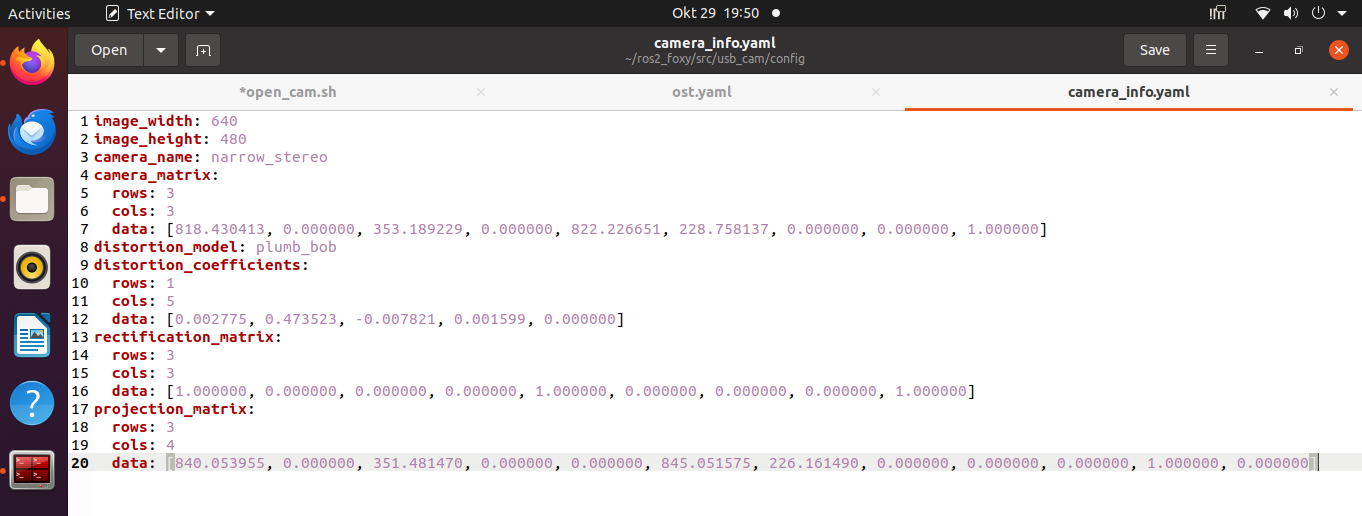 Activities Text Editor Okt 29 19:50
Open camera_info.yaml Save
~/ros2_foxy/src/usb_cam/config
*open_cam.sh ost.yaml camera_info.yaml
1 image_width: 640
2 image_height: 480
3 camera_name: narrow_stereo
4 camera_matrix:
5 rows: 3
6 cols: 3
7 data: [818.430413, 0.000000, 353.189229, 0.000000, 822.226651, 228.758137, 0.000000, 0.000000, 1.000000]
8 distortion_model: plumb_bob
9 distortion_coefficients:
10 rows: 1
11 cols: 5
12 data: [0.002775, 0.473523, -0.007821, 0.001599, 0.000000]
13 rectification_matrix:
14 rows: 3
15 cols: 3
16 data: [1.000000, 0.000000, 0.000000, 0.000000, 1.000000, 0.000000, 0.000000, 0.000000, 1.000000]
17 projection_matrix:
18 rows: 3
19 cols: 4
20 data: [840.053955, 0.000000, 351.481470, 0.000000, 0.000000, 845.051575, 226.161490, 0.000000, 0.000000, 0.000000, 1.000000, 0.000000]